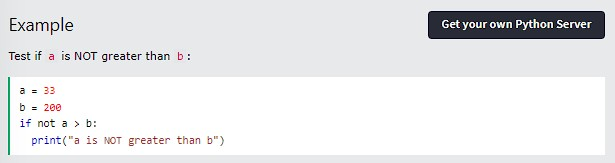 Example
Get your own Python Server
Test if a is NOT greater than b:
a = 33
b = 200
if not a > b:
  print("a is NOT greater than b")